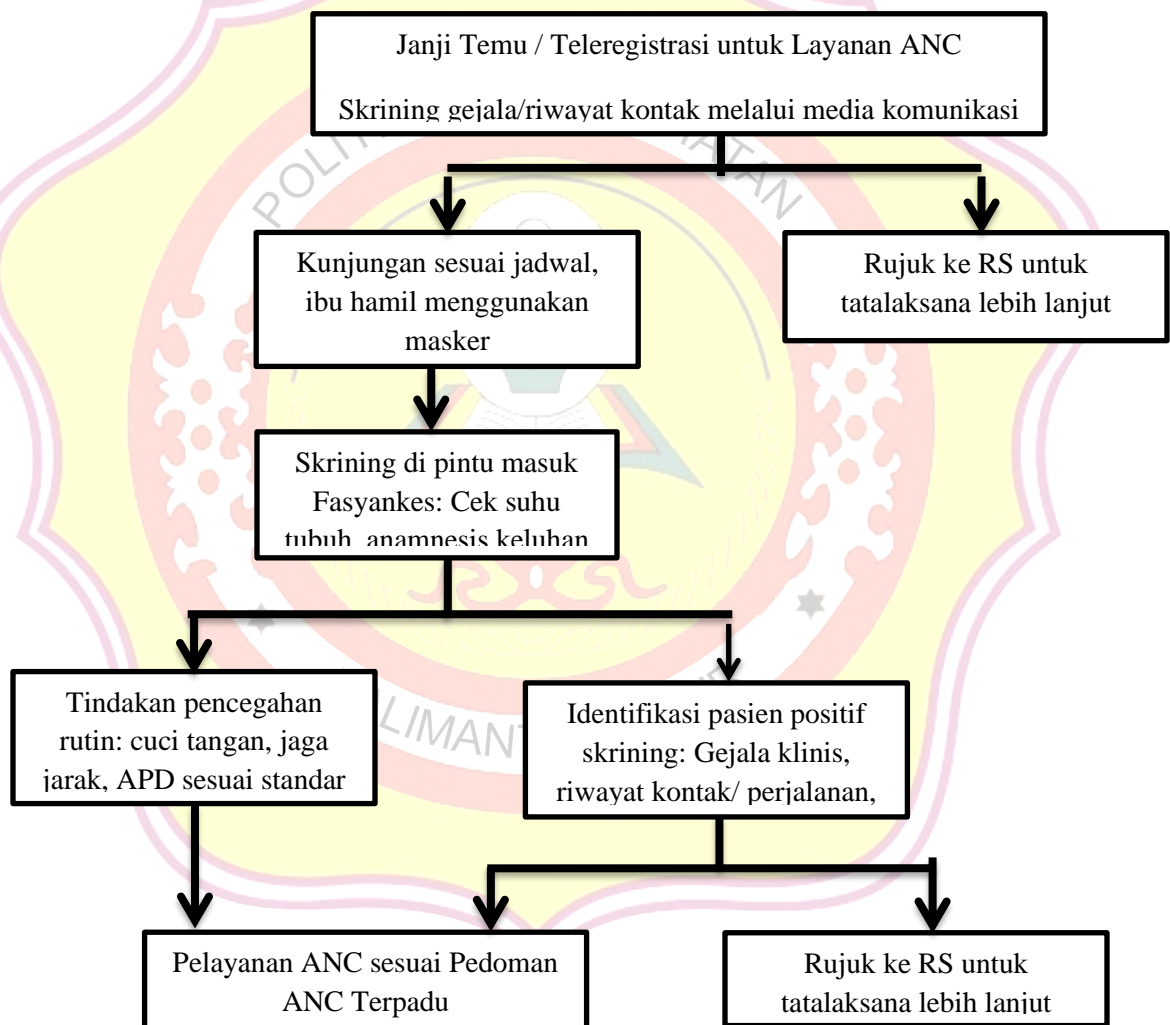 Janji Temu / Teleregistrasi untuk Layanan ANC
Skrining gejala/riwayat kontak melalui media komunikasi
Kunjungan sesuai jadwal,
ibu hamil menggunakan
masker
Rujuk ke RS untuk
tatalaksana lebih lanjut
Skrining di pintu masuk
Fasyankes: Cek suhu
tubuh, anamnesis keluhan
Tindakan pencegahan
rutin: cuci tangan, jaga
jarak, APD sesuai standar
Identifikasi pasien positif
skrining: Gejala klinis,
riwayat kontak/ perjalanan,
Pelayanan ANC sesuai Pedoman
ANC Terpadu
Rujuk ke RS untuk
tatalaksana lebih lanjut